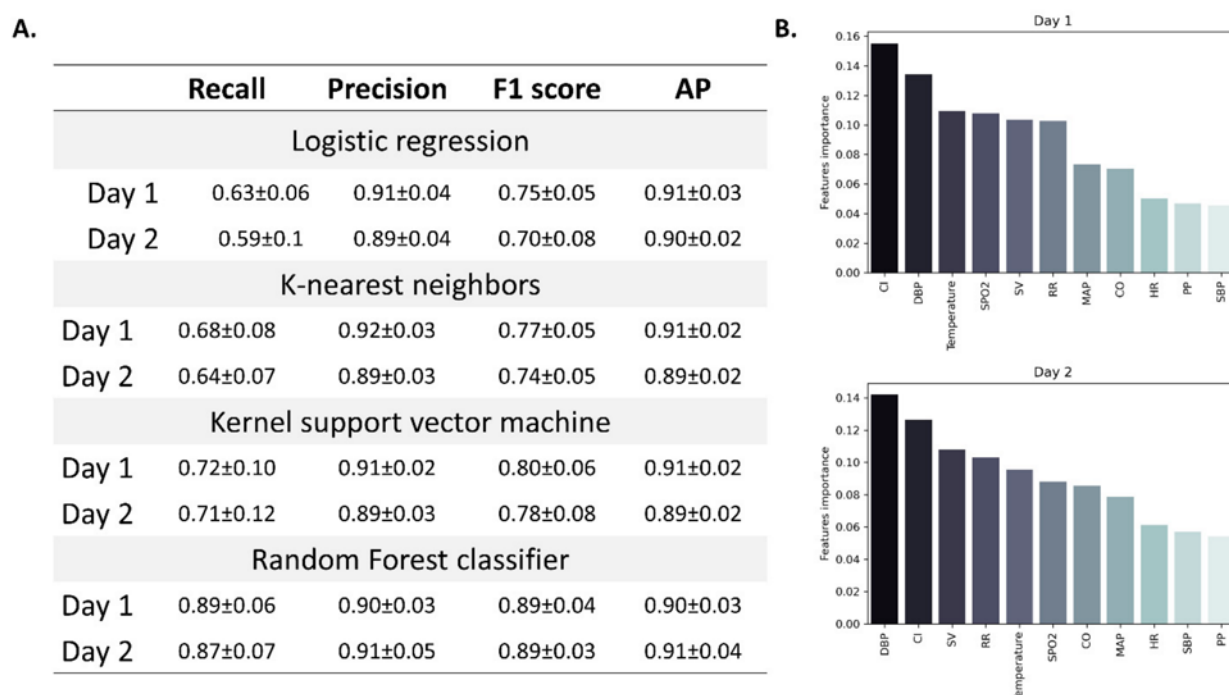 A.
Recall Precision F1 score AP
Logistic regression
Day 1 0.63±0.06 0.91±0.04 0.75±0.05 0.91±0.03
Day 2 0.59±0.1 0.89±0.04 0.70±0.08 0.90±0.02
K-nearest neighbors
Day 1 0.68±0.08 0.92±0.03 0.77±0.05 0.91±0.02
Day 2 0.64±0.07 0.89±0.03 0.74±0.05 0.89±0.02
Kernel support vector machine
Day 1 0.72±0.10 0.91±0.02 0.80±0.06 0.91±0.02
Day 2 0.71±0.12 0.89±0.03 0.78±0.08 0.89±0.02
Random Forest classifier
Day 1 0.89±0.06 0.90±0.03 0.89±0.04 0.90±0.03
Day 2 0.87±0.07 0.91±0.05 0.89±0.03 0.91±0.04
B.
Day 1
Features importance
0.16
0.14
0.12
0.10
0.08
0.06
0.04
0.02
0.00
CI DBP Temperature SPO2 SV RR MAP CO HR PP SBP
Day 2
Features importance
0.14
0.12
0.10
0.08
0.06
0.04
0.02
0.00
DBP CI SV RR emperature SPO2 CO MAP HR SBP PP